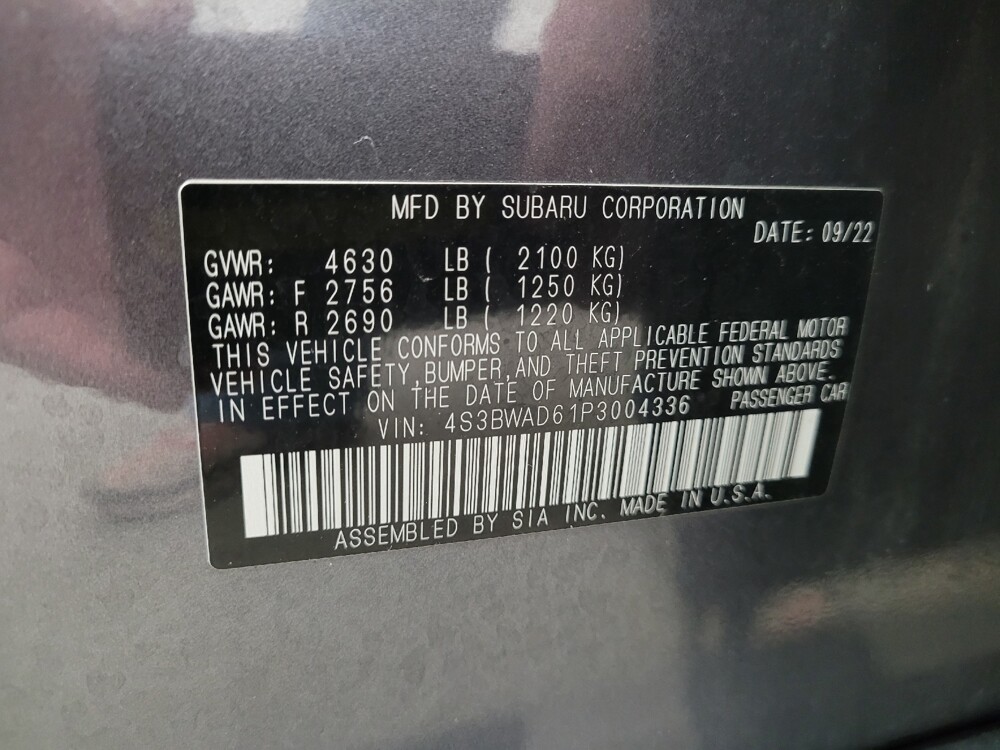 MFD BY SUBARU CORPORATION
DATE: 09/22
GVWR: 4630 LB ( 2100 KG)
GAWR: F 2756 LB ( 1250 KG)
GAWR: R 2690 LB ( 1220 KG)
THIS VEHICLE CONFORMS TO ALL APPLICABLE FEDERAL MOTOR
VEHICLE SAFETY,BUMPER,AND THEFT PREVENTION STANDARDS
IN EFFECT ON THE DATE OF MANUFACTURE SHOWN ABOVE.
VIN: 4S3BWAD61P3004336 PASSENGER CAR
ASSEMBLED BY SIA INC. MADE IN U.S.A.